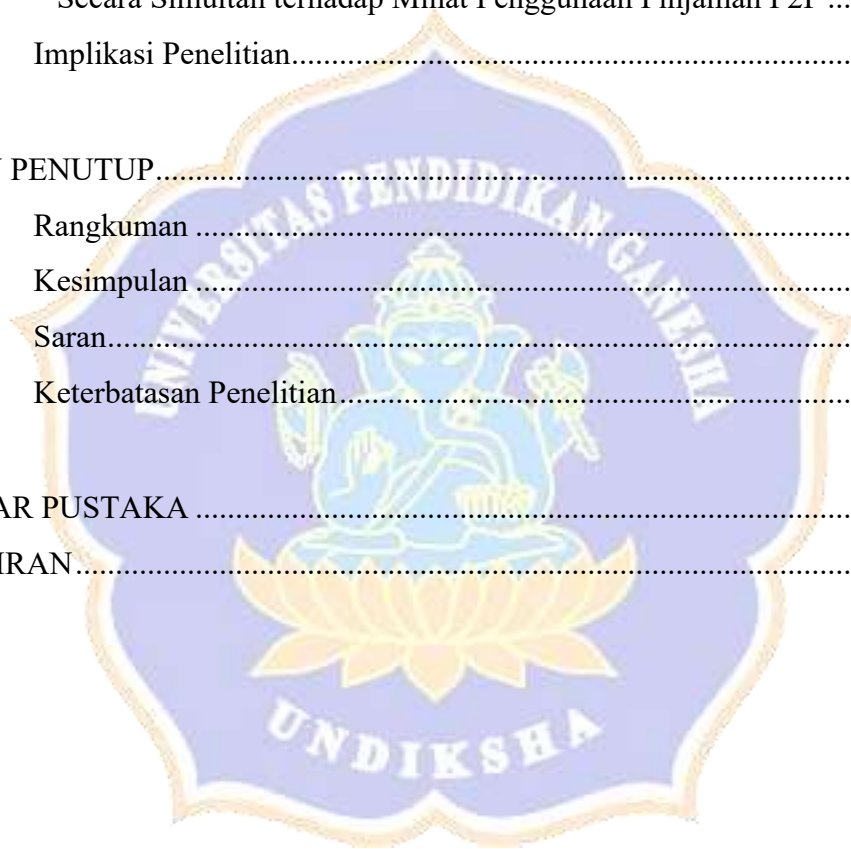 Secara Simultan terhadap Minat Penggunaan Pinjaman P2P ...
Implikasi Penelitian......................................................................
PENUTUP.......................................................................................
Rangkuman ..................................................................................
Kesimpulan ..................................................................................
Saran.............................................................................................
Keterbatasan Penelitian................................................................
AR PUSTAKA ..................................................................................
IRAN.................................................................................................
UNIVERSITAS PENDIDIKAN GANESHA
UNDIKSHA